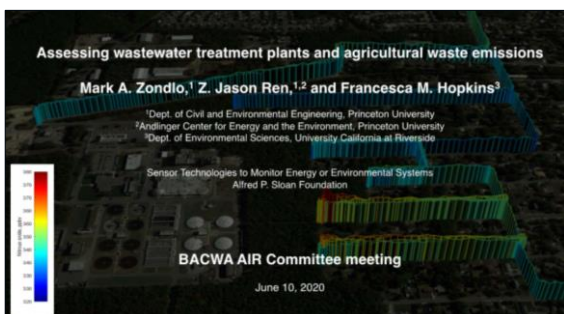 Assessing wastewater treatment plants and agricultural waste emissions
Mark A. Zondlo,¹ Z. Jason Ren,¹,² and Francesca M. Hopkins³
¹Dept. of Civil and Environmental Engineering, Princeton University
²Andlinger Center for Energy and the Environment, Princeton University
³Dept. of Environmental Sciences, University California at Riverside
Sensor Technologies to Monitor Energy or Environmental Systems
Alfred P. Sloan Foundation
BACWA AIR Committee meeting
June 10, 2020